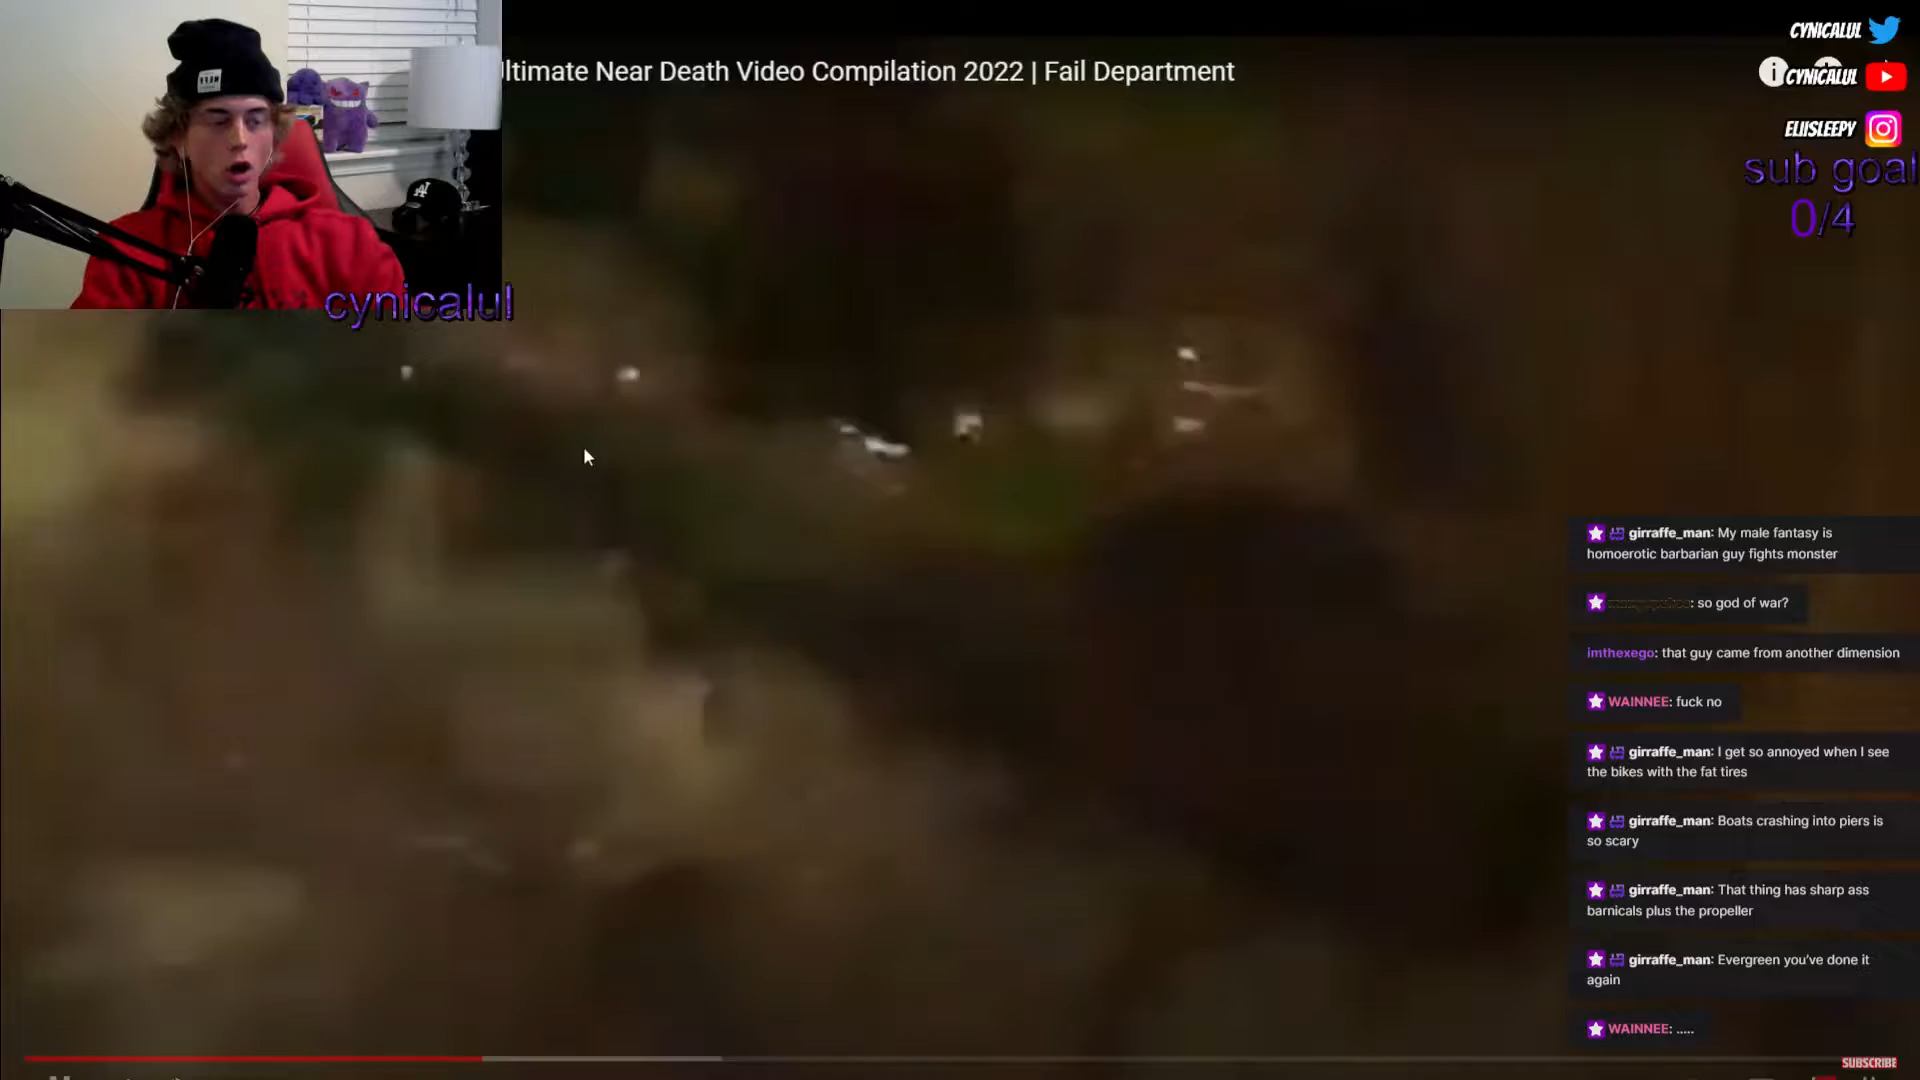 NEFF
LA
ltimate Near Death Video Compilation 2022 | Fail Department
CYNICALUL
CYNICALUL
ELIISLEEPY
sub goal
0/4
cynicalul
girraffe_man: My male fantasy is
homoerotic barbarian guy fights monster
: so god of war?
imthexego: that guy came from another dimension
WAINNEE: fuck no
girraffe_man: I get so annoyed when I see
the bikes with the fat tires
girraffe_man: Boats crashing into piers is
so scary
girraffe_man: That thing has sharp ass
barnicals plus the propeller
girraffe_man: Evergreen you've done it
again
WAINNEE: .....
SUBSCRIBE